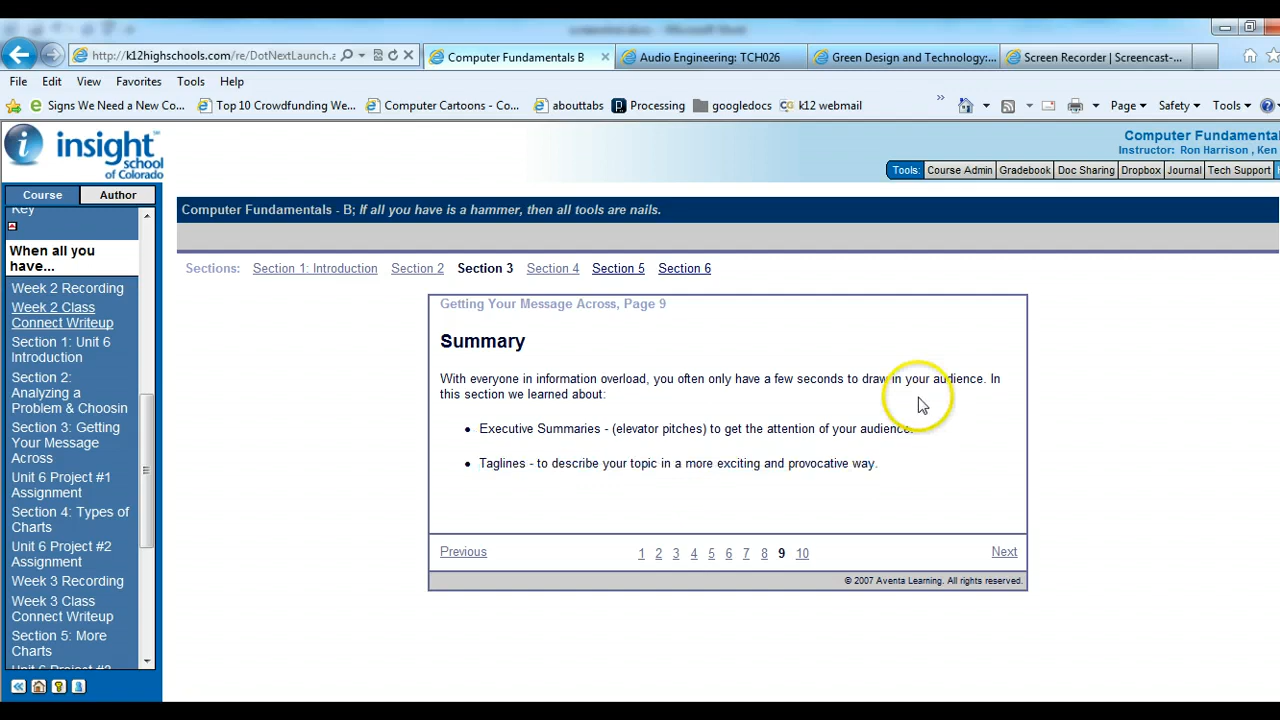 http://k12highschools.com/re/DotNextLaunch.a
Computer Fundamentals B
Audio Engineering: TCH026
Green Design and Technology:...
Screen Recorder | Screencast-...
File Edit View Favorites Tools Help
Signs We Need a New Co...
Top 10 Crowdfunding We...
Computer Cartoons - Co...
abouttabs
Processing
googledocs
k12 webmail
Page
Safety
Tools
insight
school
of Colorado
Computer Fundamenta
Instructor: Ron Harrison , Ken
Tools: Course Admin Gradebook Doc Sharing Dropbox Journal Tech Support
Course Author
Key
When all you
have...
Week 2 Recording
Week 2 Class
Connect Writeup
Section 1: Unit 6
Introduction
Section 2:
Analyzing a
Problem & Choosin
Section 3: Getting
Your Message
Across
Unit 6 Project #1
Assignment
Section 4: Types of
Charts
Unit 6 Project #2
Assignment
Week 3 Recording
Week 3 Class
Connect Writeup
Section 5: More
Charts
Unit 6 Project #3
Computer Fundamentals - B; If all you have is a hammer, then all tools are nails.
Sections: Section 1: Introduction Section 2 Section 3 Section 4 Section 5 Section 6
Getting Your Message Across, Page 9
Summary
With everyone in information overload, you often only have a few seconds to draw in your audience. In
this section we learned about:
• Executive Summaries - (elevator pitches) to get the attention of your audience.
• Taglines - to describe your topic in a more exciting and provocative way.
Previous 1 2 3 4 5 6 7 8 9 10 Next
© 2007 Aventa Learning. All rights reserved.